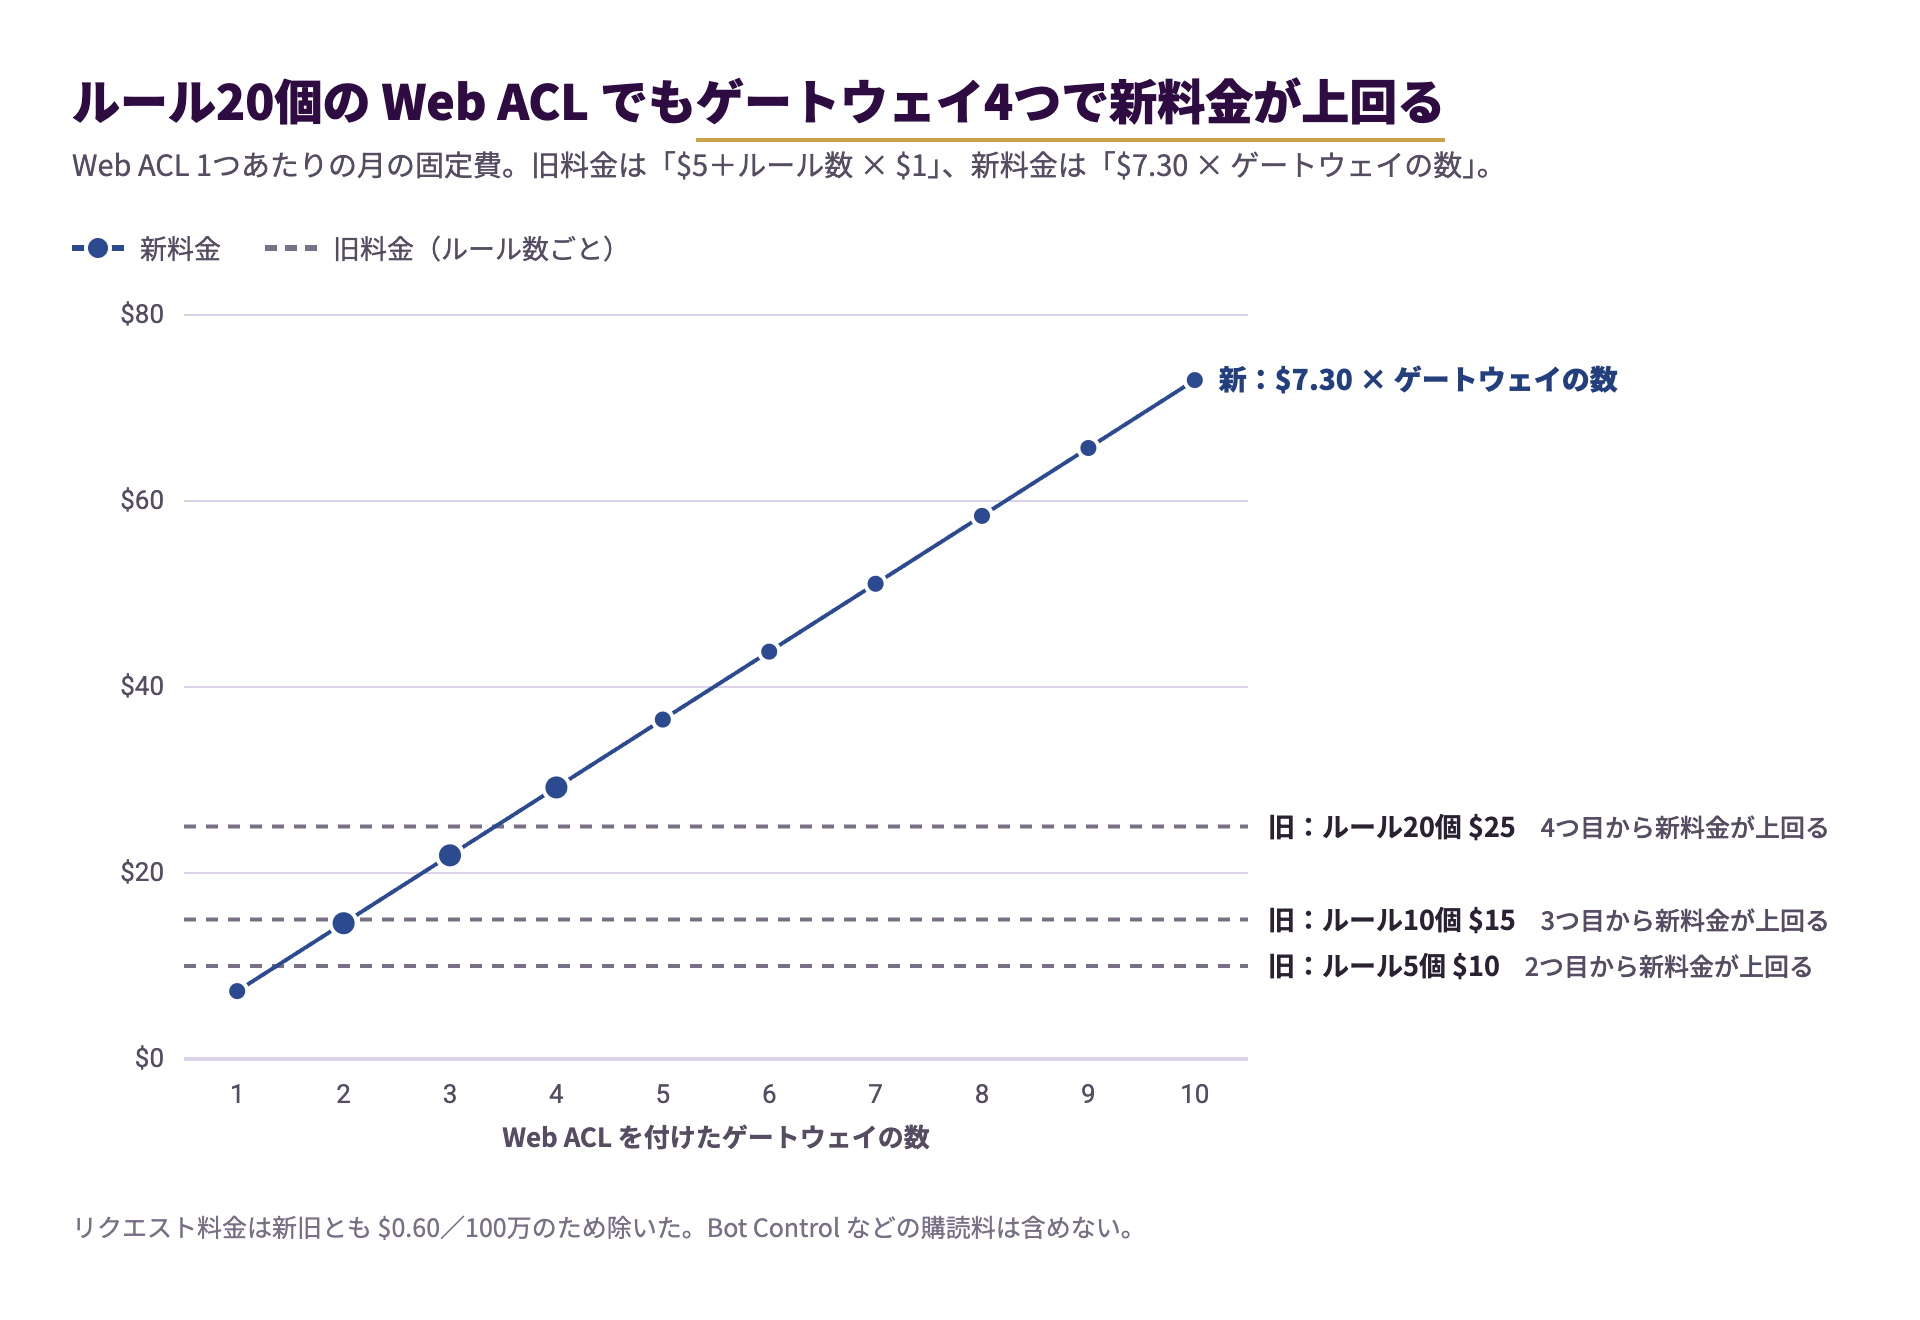 ルール20個の Web ACL でもゲートウェイ4つで新料金が上回る
Web ACL 1つあたりの月の固定費。旧料金は「$5＋ルール数 × $1」、新料金は「$7.30 × ゲートウェイの数」。
新料金 旧料金（ルール数ごと）
$80
新：$7.30 × ゲートウェイの数
$60
$40
旧：ルール20個 $25 4つ目から新料金が上回る
$20
旧：ルール10個 $15 3つ目から新料金が上回る
旧：ルール5個 $10 2つ目から新料金が上回る
$0
1 2 3 4 5 6 7 8 9 10
Web ACL を付けたゲートウェイの数
リクエスト料金は新旧とも $0.60／100万のため除いた。Bot Control などの購読料は含めない。